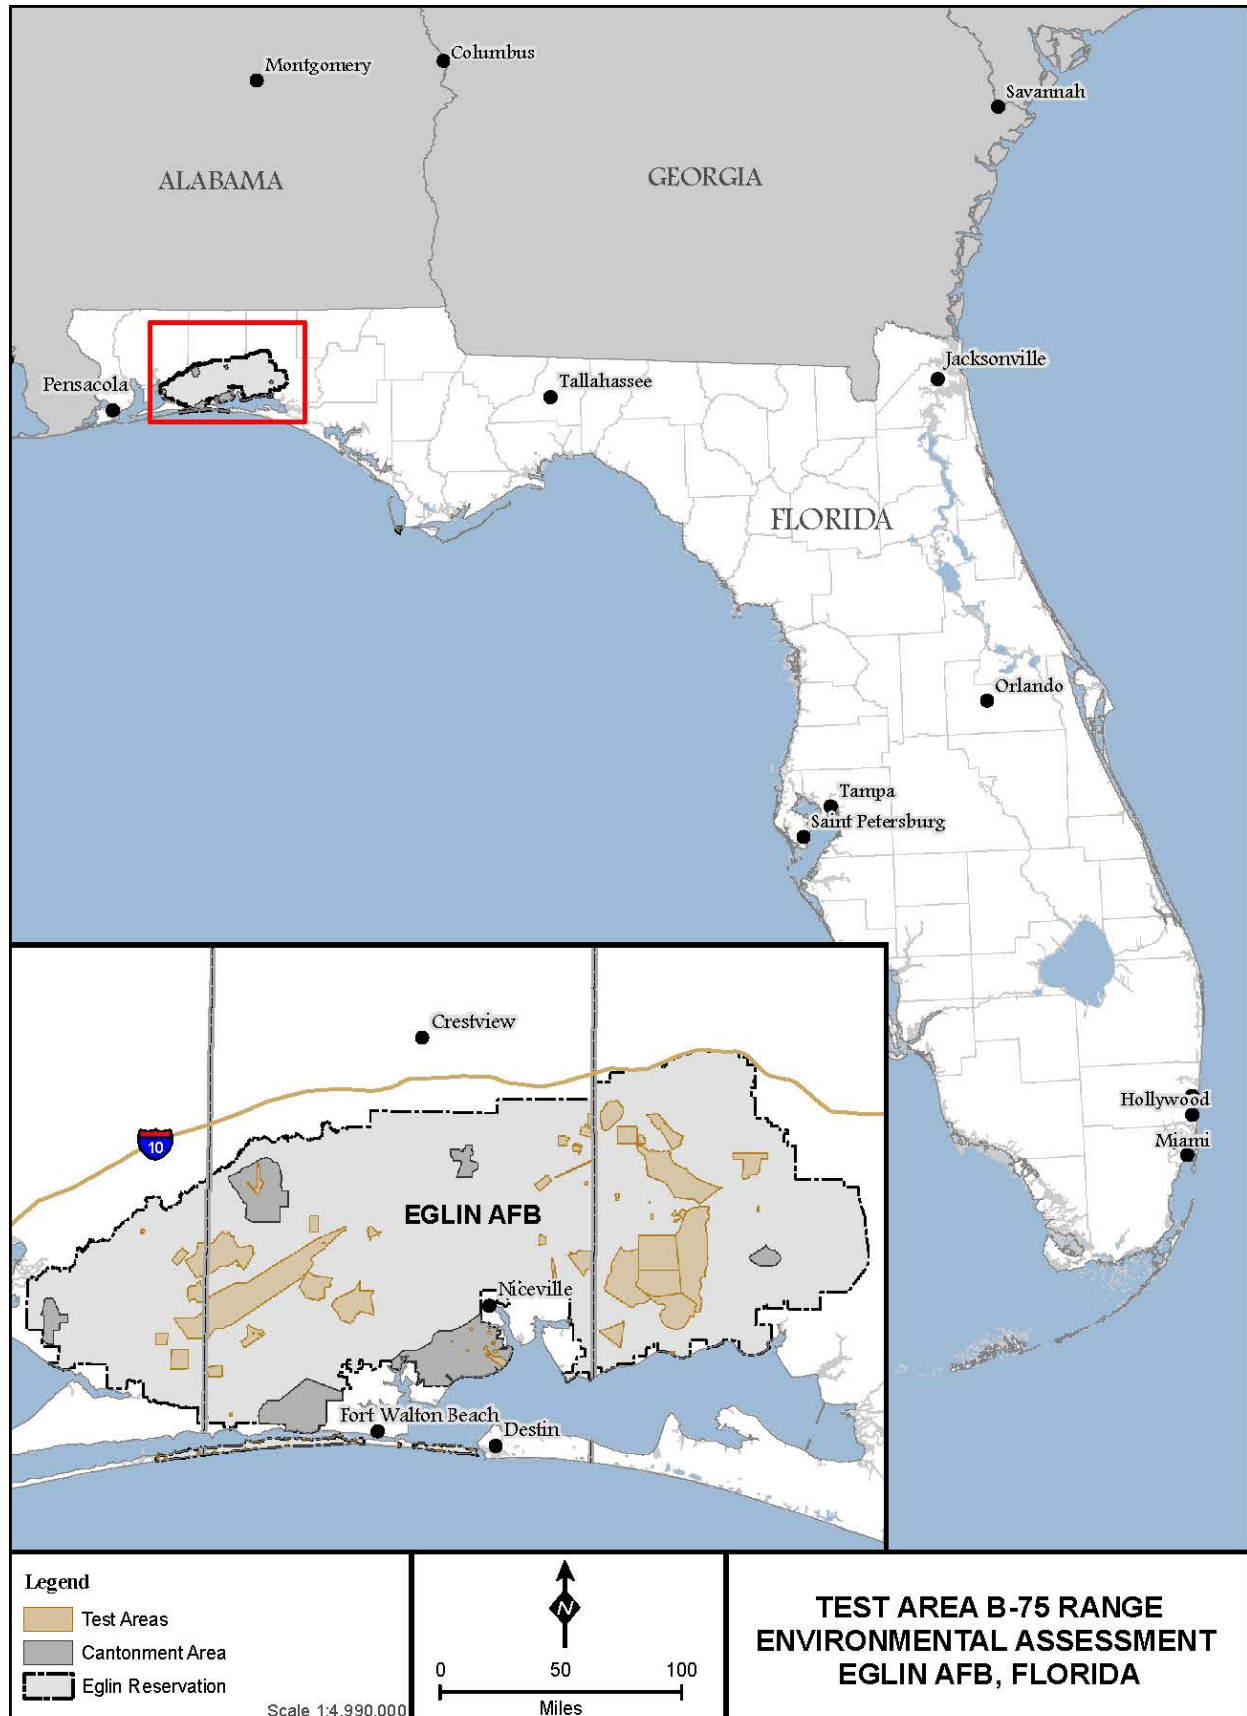 Montgomery
Columbus
Savannah
ALABAMA
GEORGIA
Pensacola
Tallahassee
Jacksonville
FLORIDA
Orlando
Tampa
Saint Petersburg
Hollywood
Miami
Crestview
10
EGLIN AFB
Niceville
Fort Walton Beach
Destin
Legend
Test Areas
Cantonment Area
Eglin Reservation
Scale 1:4,990,000
N
0 50 100
Miles
TEST AREA B-75 RANGE
ENVIRONMENTAL ASSESSMENT
EGLIN AFB, FLORIDA